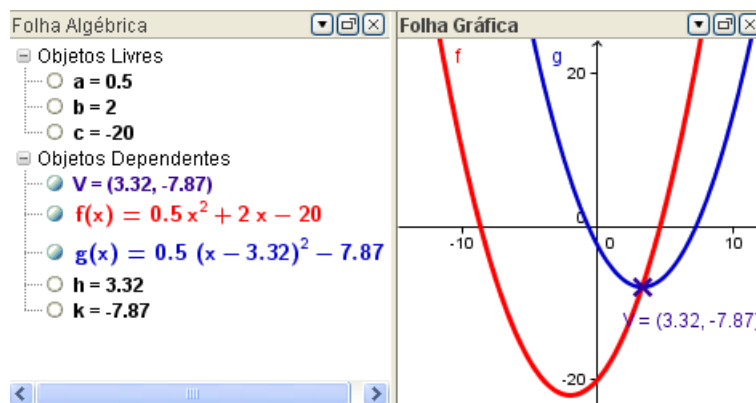 Folha Algébrica
Objetos Livres
a = 0.5
b = 2
c = -20
Objetos Dependentes
V = (3.32, -7.87)
f(x) = 0.5 x² + 2 x − 20
g(x) = 0.5 (x − 3.32)² − 7.87
h = 3.32
k = -7.87
Folha Gráfica
f
g
20
0
-10
0
10
V = (3.32, -7.87)
-20